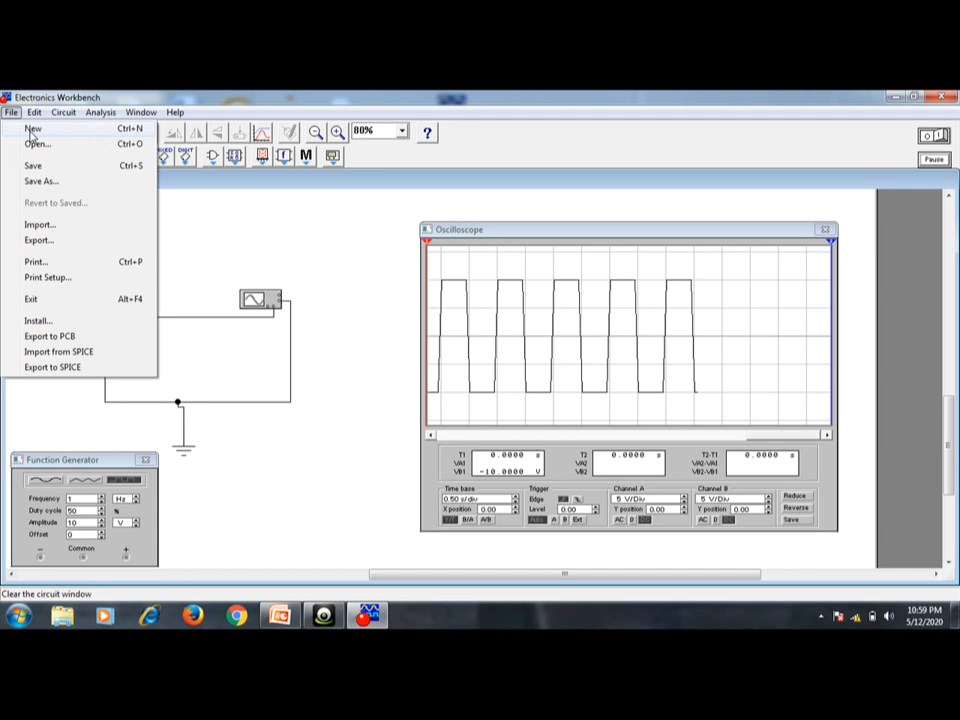 Electronics Workbench
File Edit Circuit Analysis Window Help
New Ctrl+N
Open... Ctrl+O
Save Ctrl+S
Save As...
Revert to Saved...
Import...
Export...
Print... Ctrl+P
Print Setup...
Exit Alt+F4
Install...
Export to PCB
Import from SPICE
Export to SPICE
DIGIT
M
80%
?
Pause
Oscilloscope
1
2
T1 0.0000 s
VA1
VB1 -10.0000 V
T2 0.0000 s
VA2
VB2
T2-T1 0.0000 s
VA2-VA1
VB2-VB1
Time base
0.50 s/div
X position 0.00
Y/T B/A A/B
Trigger
Edge
Level 0.00
Auto A B Ext
Channel A
5 V/Div
Y position 0.00
AC 0 DC
Channel B
5 V/Div
Y position 0.00
AC 0 DC
Reduce
Reverse
Save
Function Generator
Frequency 1 Hz
Duty cycle 50 %
Amplitude 10 V
Offset 0
− Common +
Clear the circuit window
10:59 PM
5/12/2020